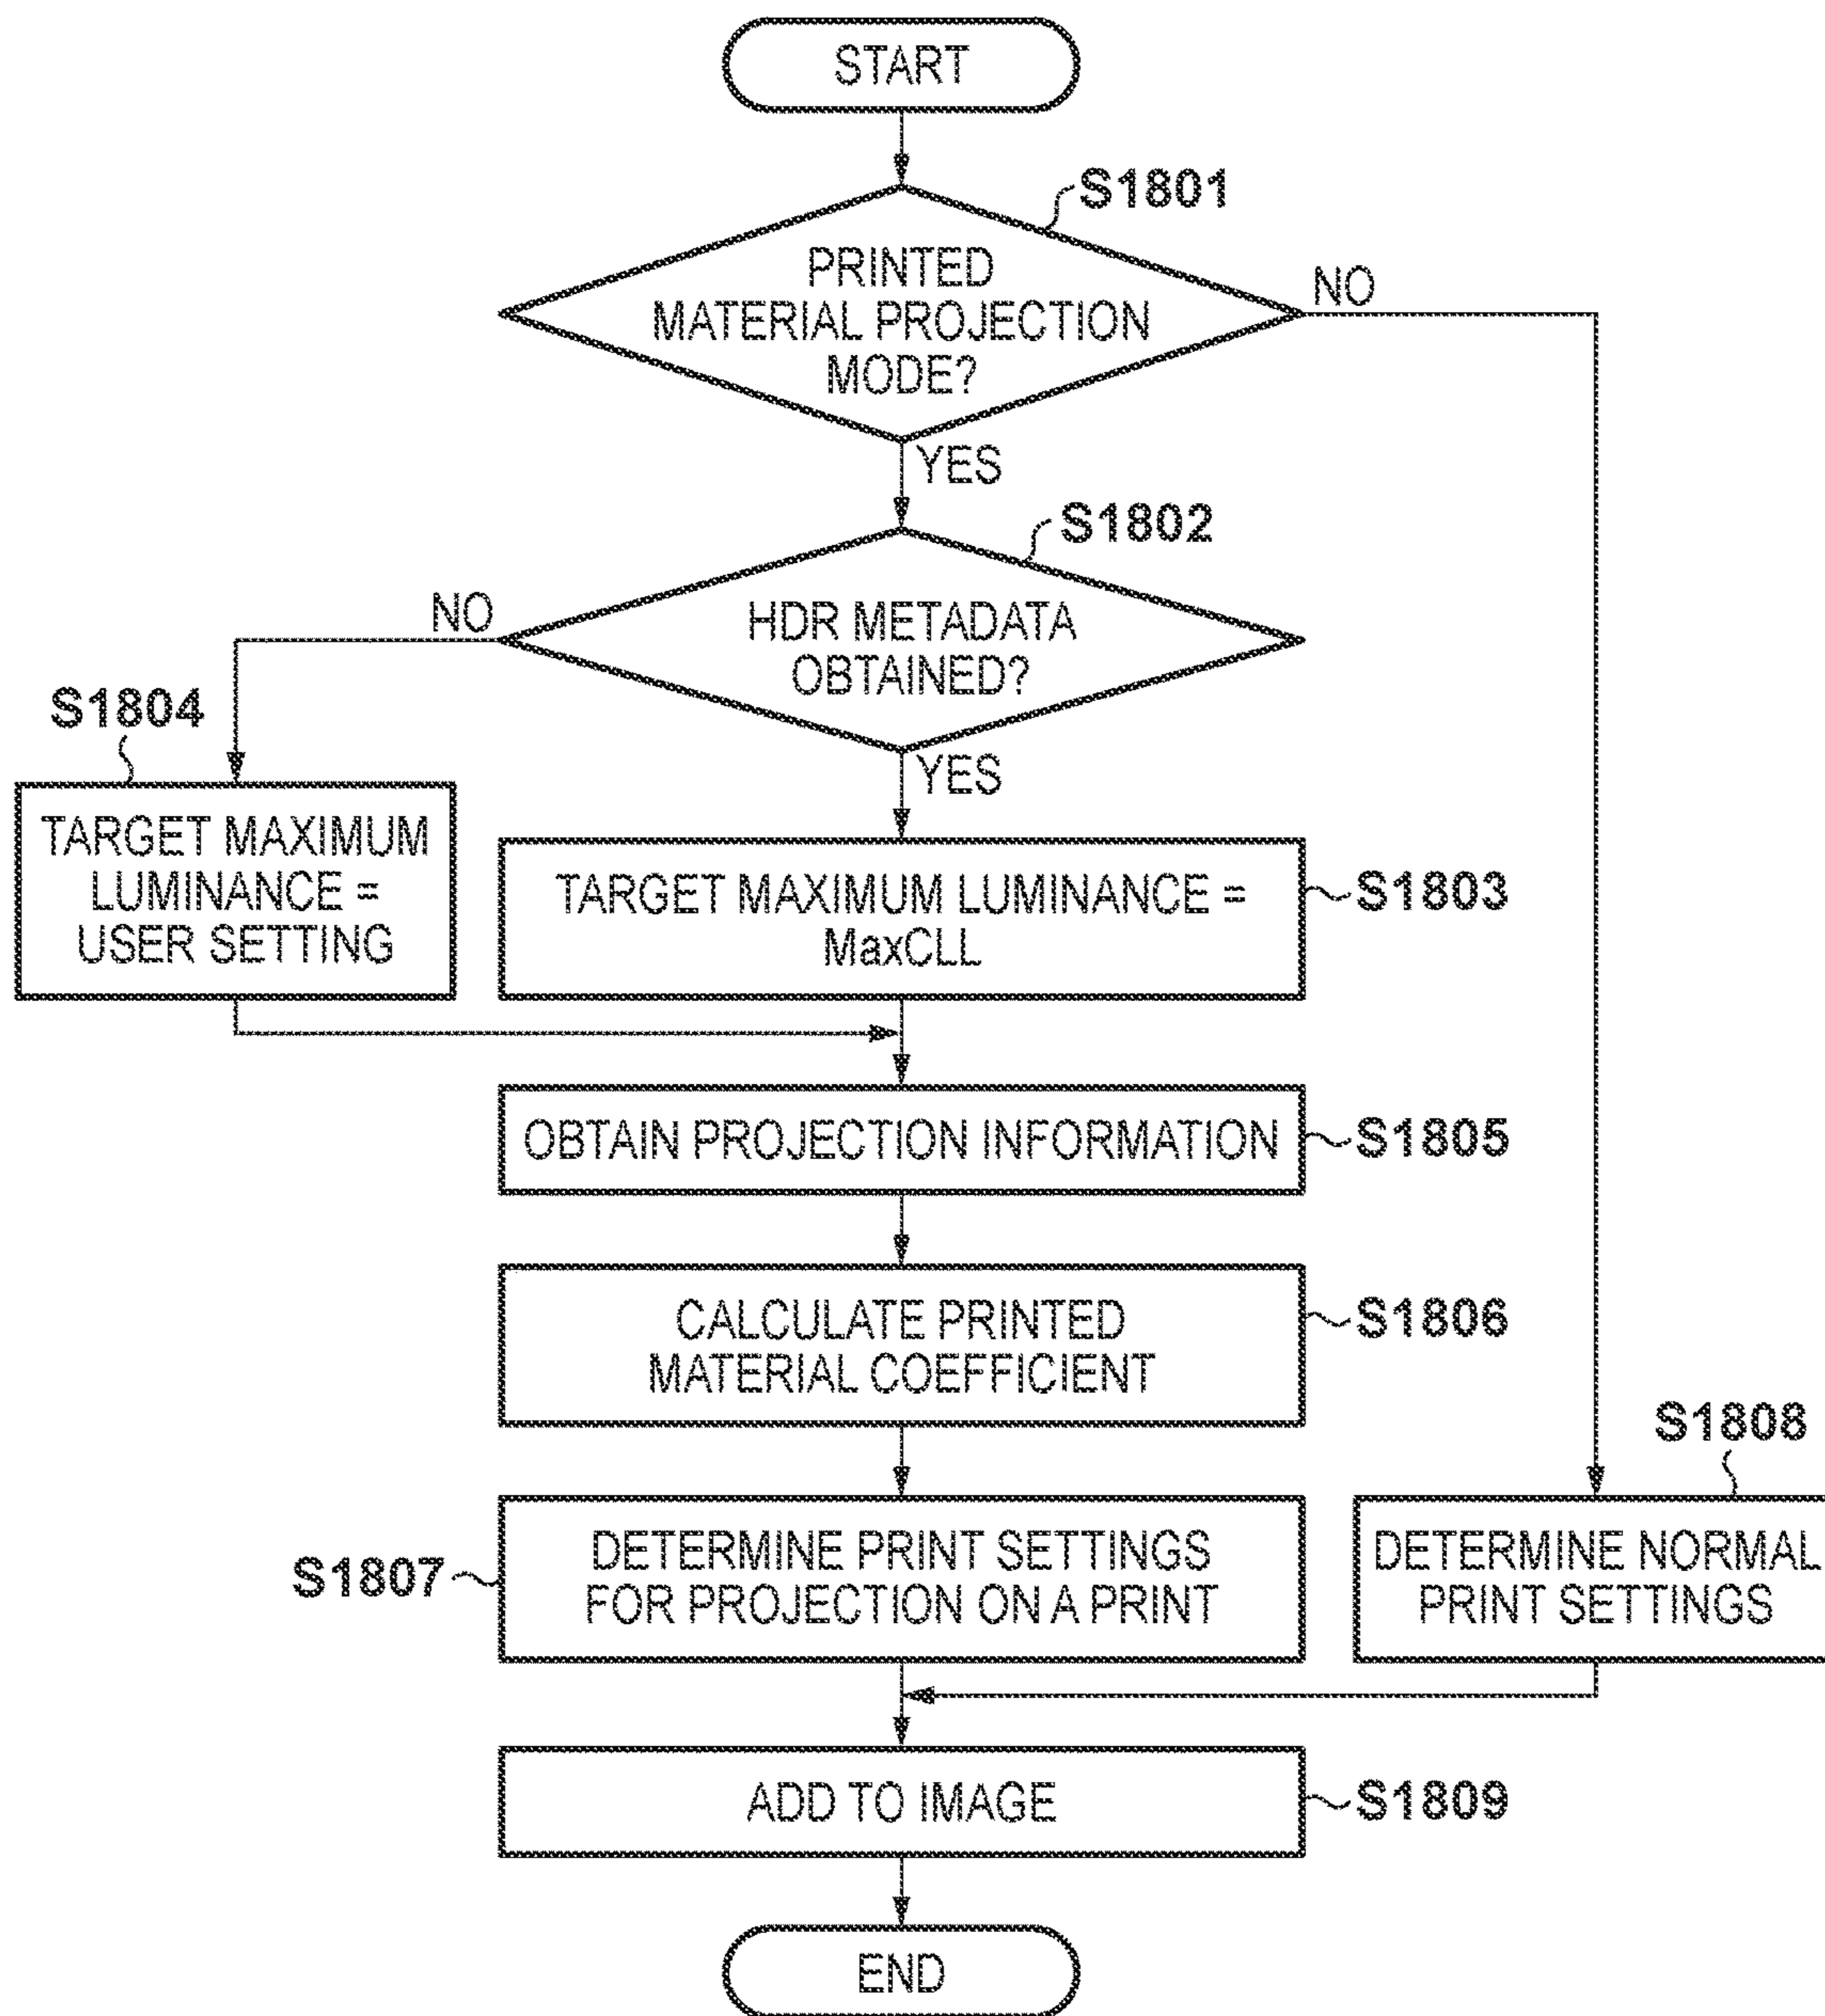 START
S1801
PRINTED
MATERIAL PROJECTION
MODE?
NO
YES
S1802
HDR METADATA
OBTAINED?
NO
YES
S1804
TARGET MAXIMUM
LUMINANCE =
USER SETTING
TARGET MAXIMUM LUMINANCE =
MaxCLL
S1803
OBTAIN PROJECTION INFORMATION
S1805
CALCULATE PRINTED
MATERIAL COEFFICIENT
S1806
S1807
DETERMINE PRINT SETTINGS
FOR PROJECTION ON A PRINT
S1808
DETERMINE NORMAL
PRINT SETTINGS
ADD TO IMAGE
S1809
END